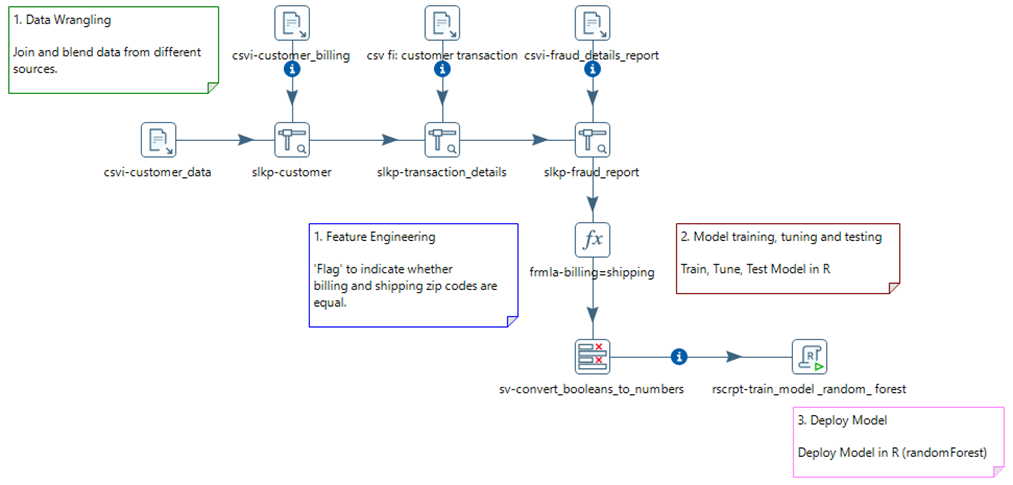 1. Data Wrangling
Join and blend data from different
sources.
csvi-customer_billing
csv fi: customer transaction
csvi-fraud_details_report
csvi-customer_data
slkp-customer
slkp-transaction_details
slkp-fraud_report
1. Feature Engineering
'Flag' to indicate whether
billing and shipping zip codes are
equal.
fx
frmla-billing=shipping
2. Model training, tuning and testing
Train, Tune, Test Model in R
sv-convert_booleans_to_numbers
R
rscrpt-train_model _random_ forest
3. Deploy Model
Deploy Model in R (randomForest)